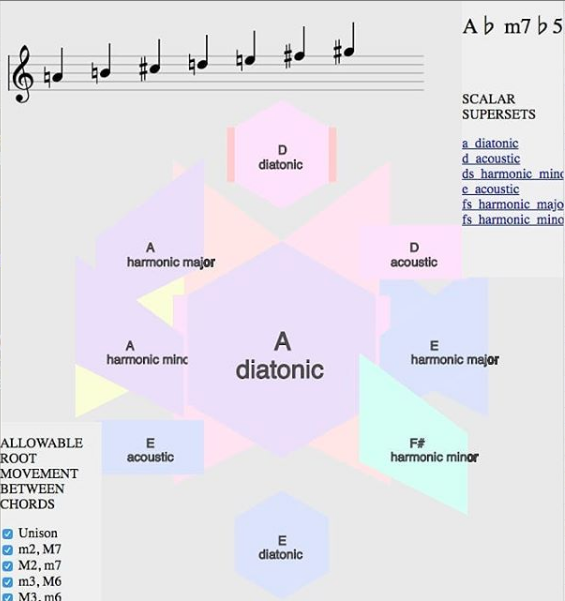 A♭ m7♭5
SCALAR
SUPERSETS
a diatonic
d acoustic
ds harmonic mino
e acoustic
fs harmonic majo
fs harmonic mino
D
diatonic
A
harmonic major
D
acoustic
A
harmonic mino
A
diatonic
E
harmonic major
E
acoustic
F#
harmonic minor
E
diatonic
ALLOWABLE
ROOT
MOVEMENT
BETWEEN
CHORDS
Unison
m2, M7
M2, m7
m3, M6
M3, m6